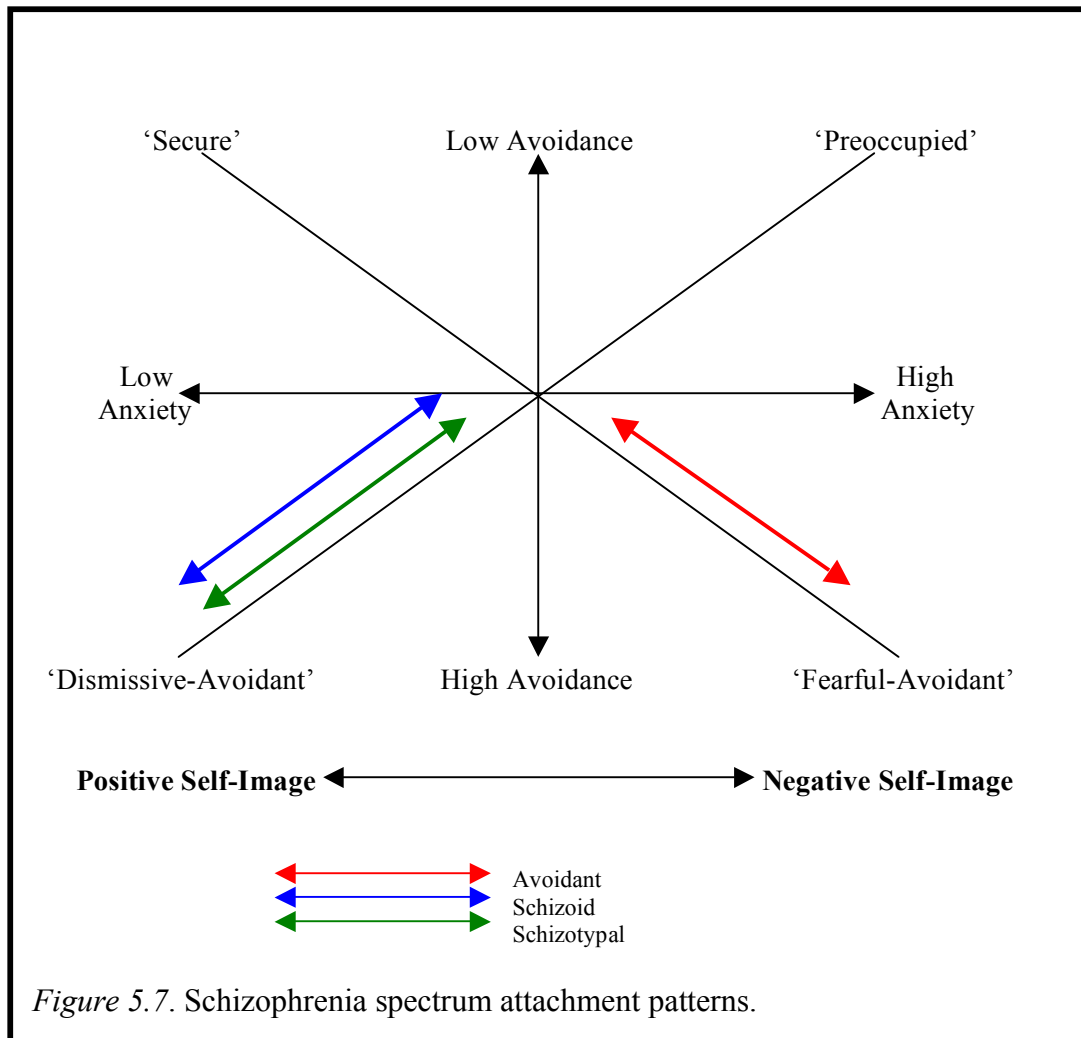 ‘Secure’ Low Avoidance ‘Preoccupied’
Low Anxiety
High Anxiety
‘Dismissive-Avoidant’ High Avoidance ‘Fearful-Avoidant’
Positive Self-Image Negative Self-Image
Avoidant
Schizoid
Schizotypal
Figure 5.7. Schizophrenia spectrum attachment patterns.